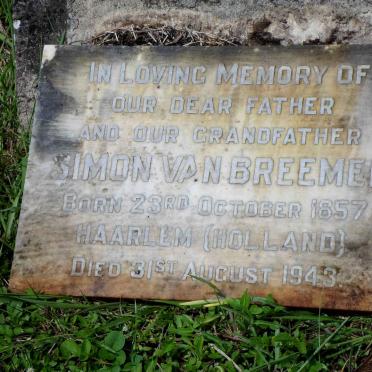 IN LOVING MEMORY OF
OUR DEAR FATHER
AND OUR GRANDFATHER
SIMON VAN BREEMEN
BORN 23RD OCTOBER 1857
HAARLEM (HOLLAND)
DIED 31ST AUGUST 1943.